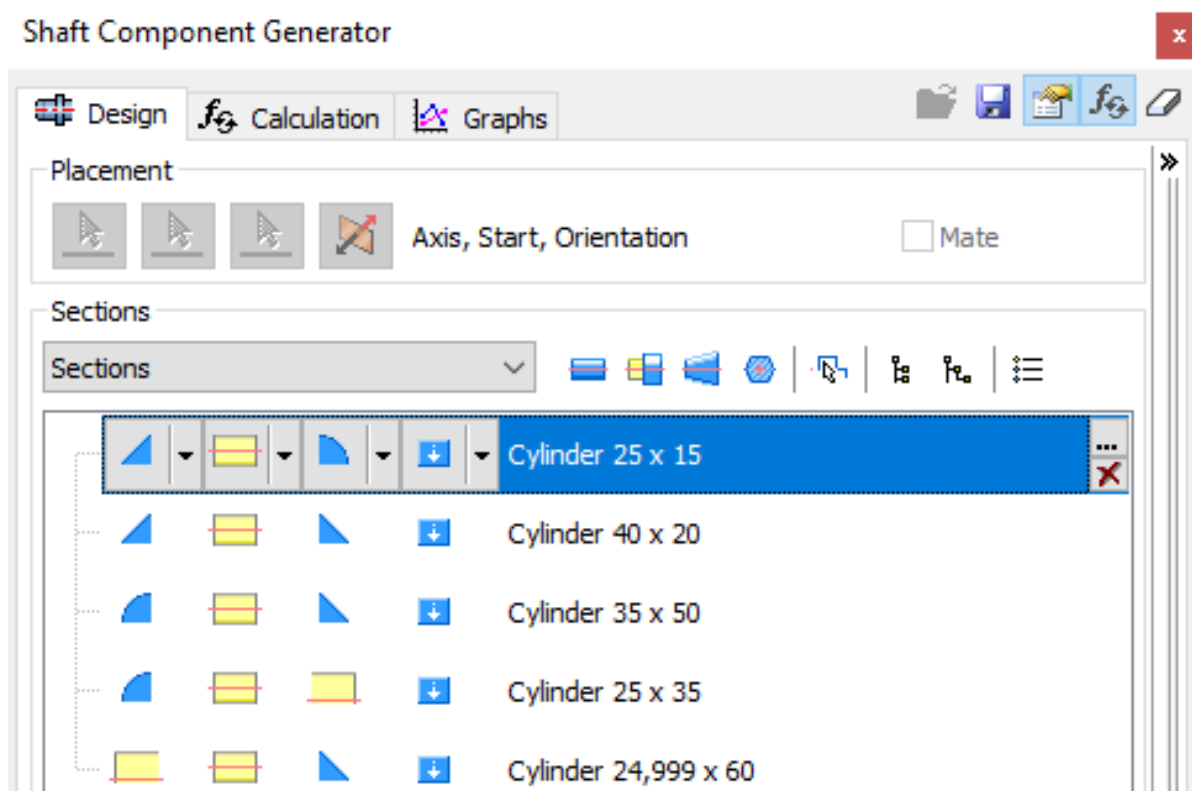 Shaft Component Generator
x
Design Calculation Graphs
Placement
Axis, Start, Orientation Mate
Sections
Sections
Cylinder 25 x 15
Cylinder 40 x 20
Cylinder 35 x 50
Cylinder 25 x 35
Cylinder 24,999 x 60